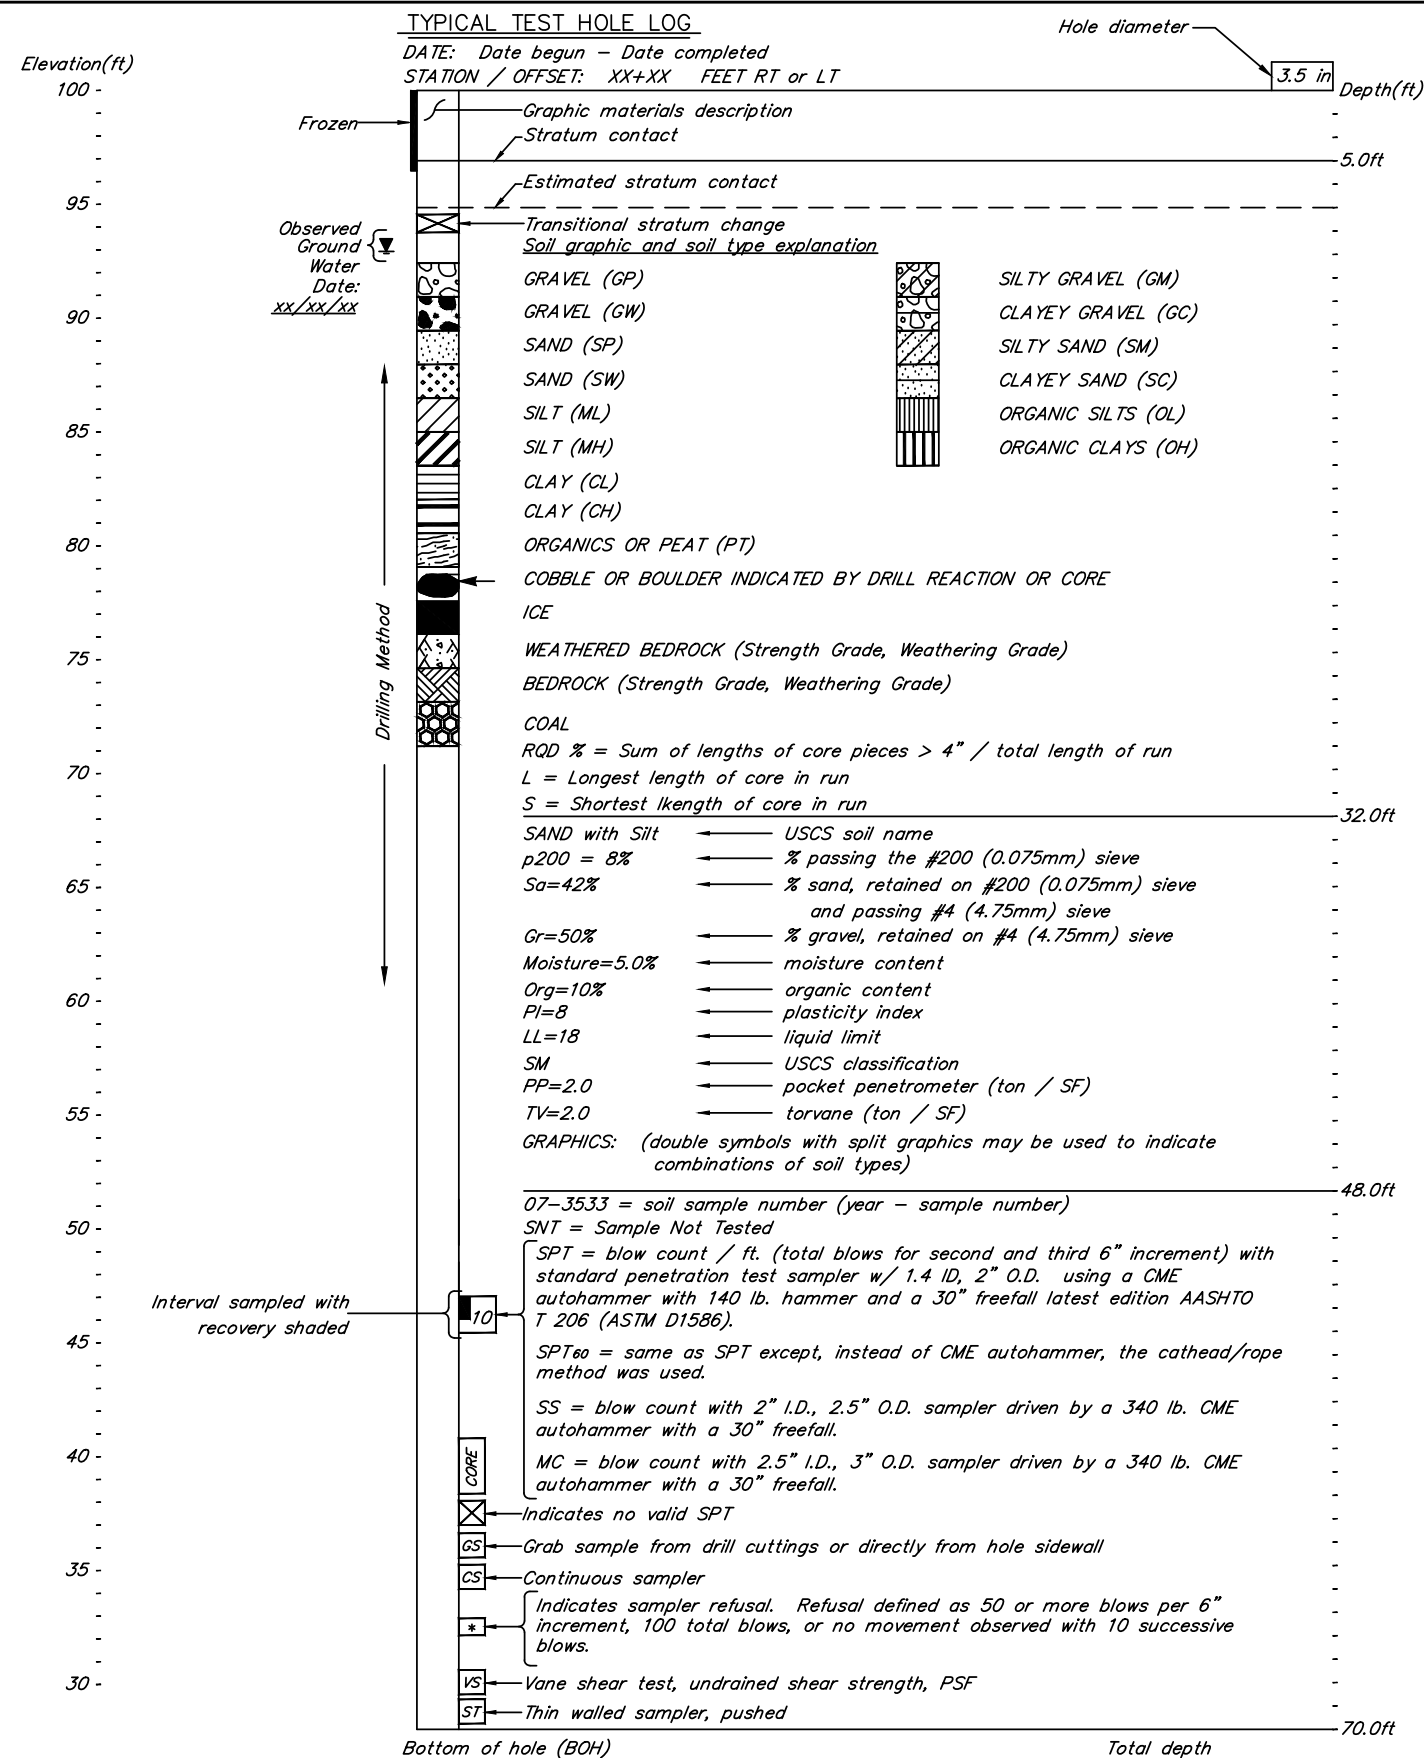 TYPICAL TEST HOLE LOG
Hole diameter
DATE: Date begun - Date completed
Elevation(ft)
STATION / OFFSET: XX+XX FEET RT or LT
3.5 in
Depth(ft)
100 -
Graphic materials description
Frozen
Stratum contact
5.0ft
Estimated stratum contact
95 -
Transitional stratum change
Observed
Ground
Water
Date:
xx/xx/xx
Soil graphic and soil type explanation
GRAVEL (GP)
SILTY GRAVEL (GM)
GRAVEL (GW)
CLAYEY GRAVEL (GC)
90 -
SAND (SP)
SILTY SAND (SM)
SAND (SW)
CLAYEY SAND (SC)
SILT (ML)
ORGANIC SILTS (OL)
85 -
SILT (MH)
ORGANIC CLAYS (OH)
CLAY (CL)
CLAY (CH)
80 -
ORGANICS OR PEAT (PT)
COBBLE OR BOULDER INDICATED BY DRILL REACTION OR CORE
ICE
Drilling Method
75 -
WEATHERED BEDROCK (Strength Grade, Weathering Grade)
BEDROCK (Strength Grade, Weathering Grade)
COAL
RQD % = Sum of lengths of core pieces > 4" / total length of run
70 -
L = Longest length of core in run
S = Shortest lkength of core in run
32.0ft
SAND with Silt USCS soil name
p200 = 8% % passing the #200 (0.075mm) sieve
65 -
Sa=42% % sand, retained on #200 (0.075mm) sieve
and passing #4 (4.75mm) sieve
Gr=50% % gravel, retained on #4 (4.75mm) sieve
Moisture=5.0% moisture content
Org=10% organic content
60 -
PI=8 plasticity index
LL=18 liquid limit
SM USCS classification
PP=2.0 pocket penetrometer (ton / SF)
55 -
TV=2.0 torvane (ton / SF)
GRAPHICS: (double symbols with split graphics may be used to indicate
combinations of soil types)
48.0ft
07-3533 = soil sample number (year - sample number)
50 -
SNT = Sample Not Tested
SPT = blow count / ft. (total blows for second and third 6" increment) with
standard penetration test sampler w/ 1.4 ID, 2" O.D. using a CME
autohammer with 140 lb. hammer and a 30" freefall latest edition AASHTO
T 206 (ASTM D1586).
Interval sampled with
recovery shaded
10
45 -
SPT60 = same as SPT except, instead of CME autohammer, the cathead/rope
method was used.
SS = blow count with 2" I.D., 2.5" O.D. sampler driven by a 340 lb. CME
autohammer with a 30" freefall.
40 -
CORE
MC = blow count with 2.5" I.D., 3" O.D. sampler driven by a 340 lb. CME
autohammer with a 30" freefall.
Indicates no valid SPT
GS Grab sample from drill cuttings or directly from hole sidewall
35 -
CS Continuous sampler
Indicates sampler refusal. Refusal defined as 50 or more blows per 6"
* increment, 100 total blows, or no movement observed with 10 successive
blows.
30 -
VS Vane shear test, undrained shear strength, PSF
ST Thin walled sampler, pushed
70.0ft
Bottom of hole (BOH)
Total depth